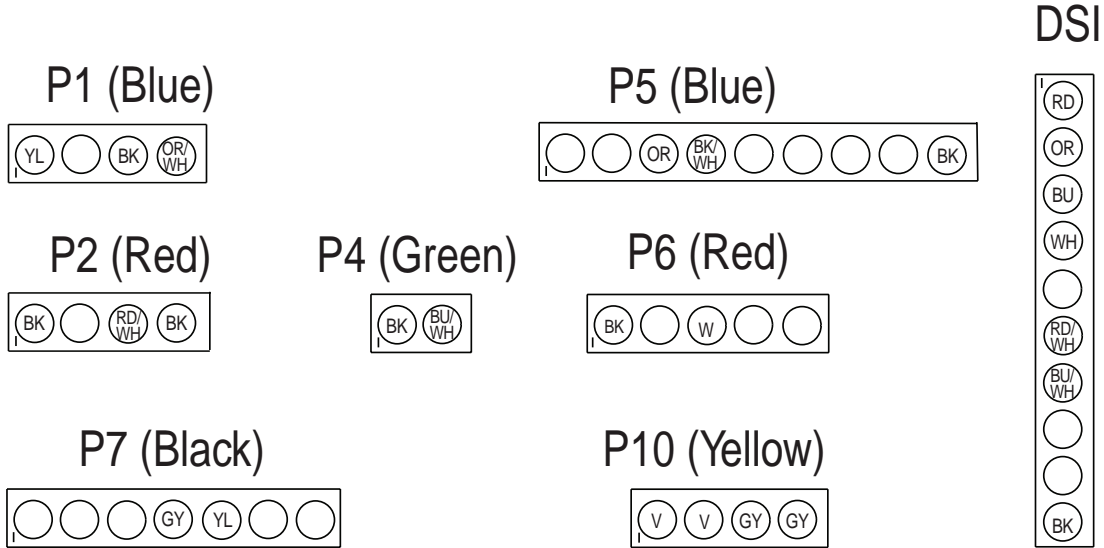 DSI
P1 (Blue)
P5 (Blue)
YL BK OR/
WH
OR BK/
WH BK
P2 (Red)
P4 (Green)
P6 (Red)
BK RD/
WH BK
BK BU/
WH
BK W
P7 (Black)
P10 (Yellow)
GY YL
V V GY GY
RD
OR
BU
WH
RD/
WH
BU/
WH
BK